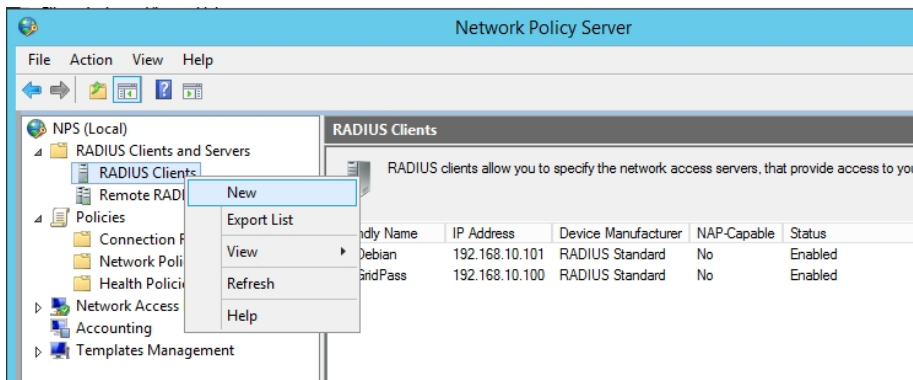 Network Policy Server
File Action View Help
NPS (Local)
RADIUS Clients and Servers
RADIUS Clients
Remote RADI
Policies
Connection
Network Poli
Health Polici
Network Access
Accounting
Templates Management
New
Export List
View
Refresh
Help
RADIUS Clients
RADIUS clients allow you to specify the network access servers, that provide access to you
ndly Name IP Address Device Manufacturer NAP-Capable Status
Debian 192.168.10.101 RADIUS Standard No Enabled
GridPass 192.168.10.100 RADIUS Standard No Enabled